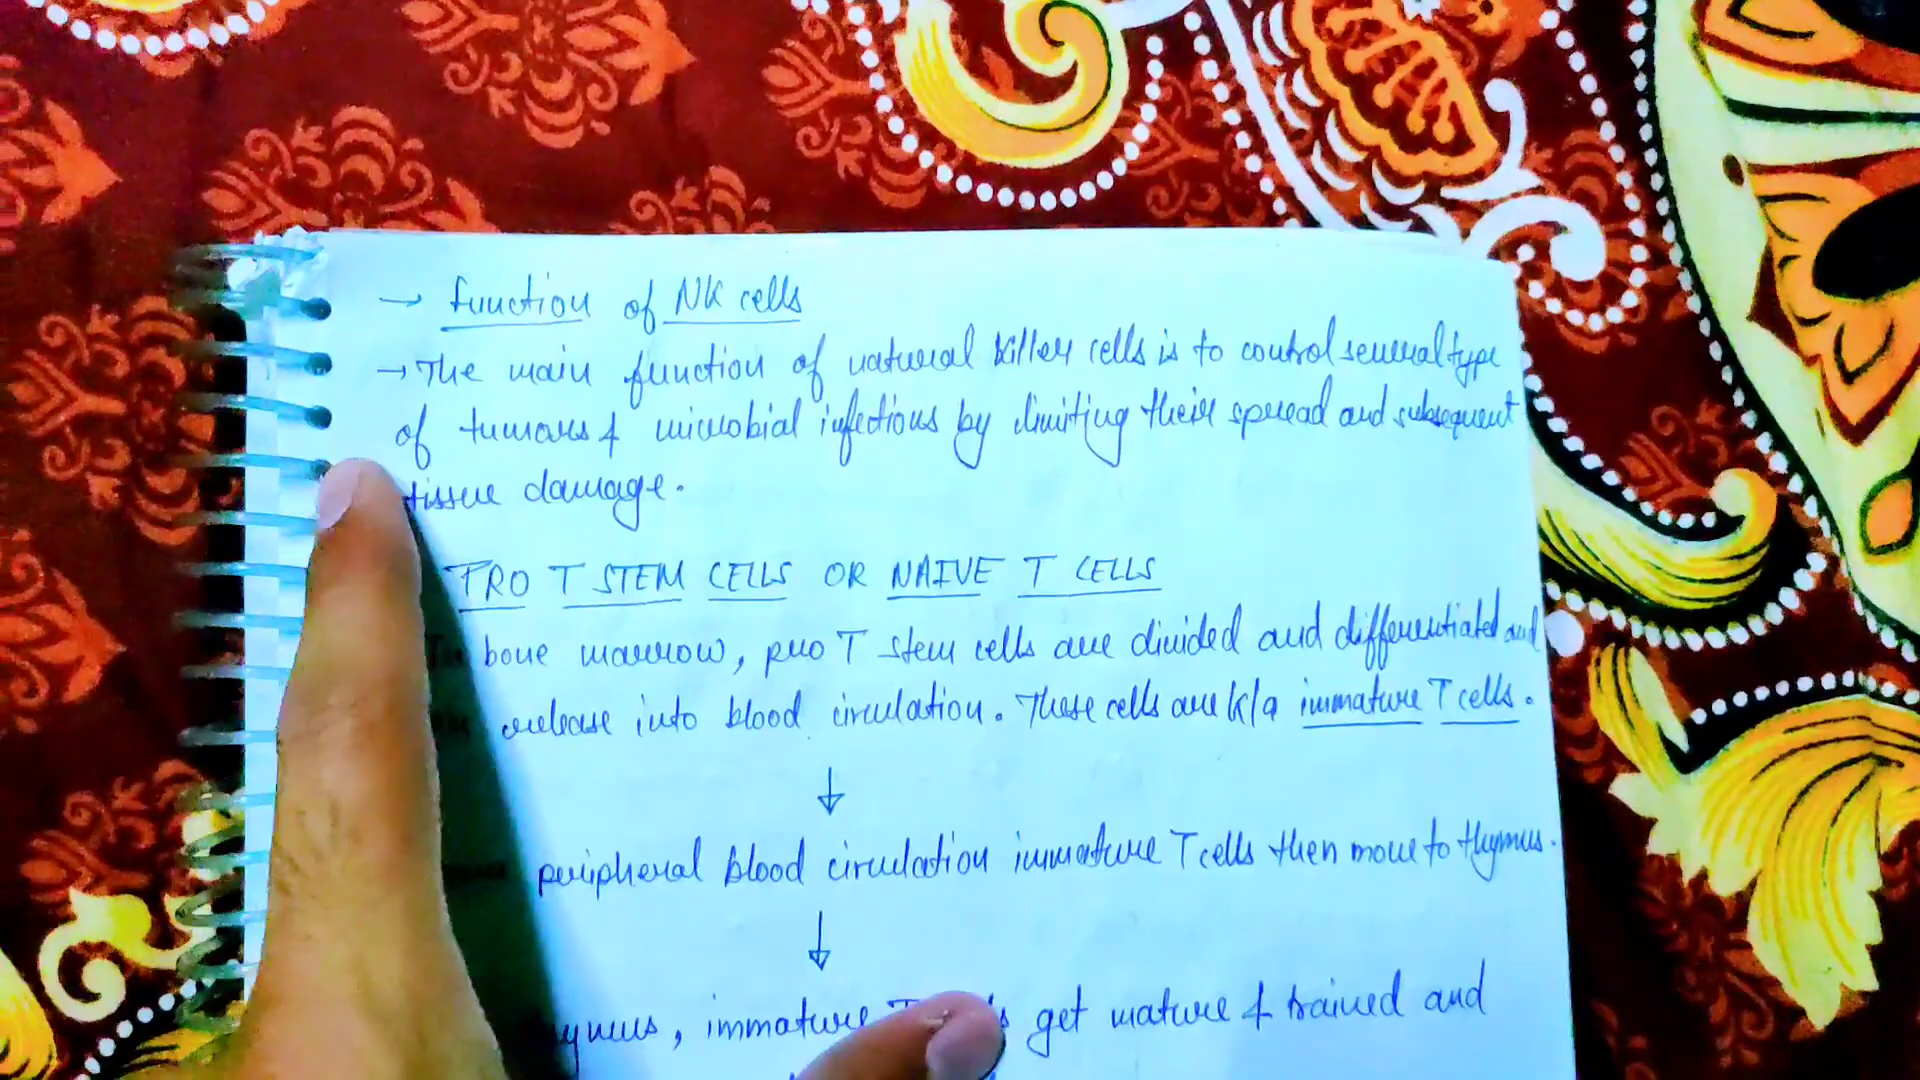 → function of NK cells
→ The main function of natural killer cells is to control several type
of tumors & microbial infections by limiting their spread and subsequent
tissue damage.
PRO T STEM CELLS OR NAIVE T CELLS
bone marrow, pro T stem cells are divided and differentiated and
release into blood circulation. These cells are k/a immature T cells.
↓
peripheral blood circulation immature T cells then move to thymus.
↓
immature get mature & trained and